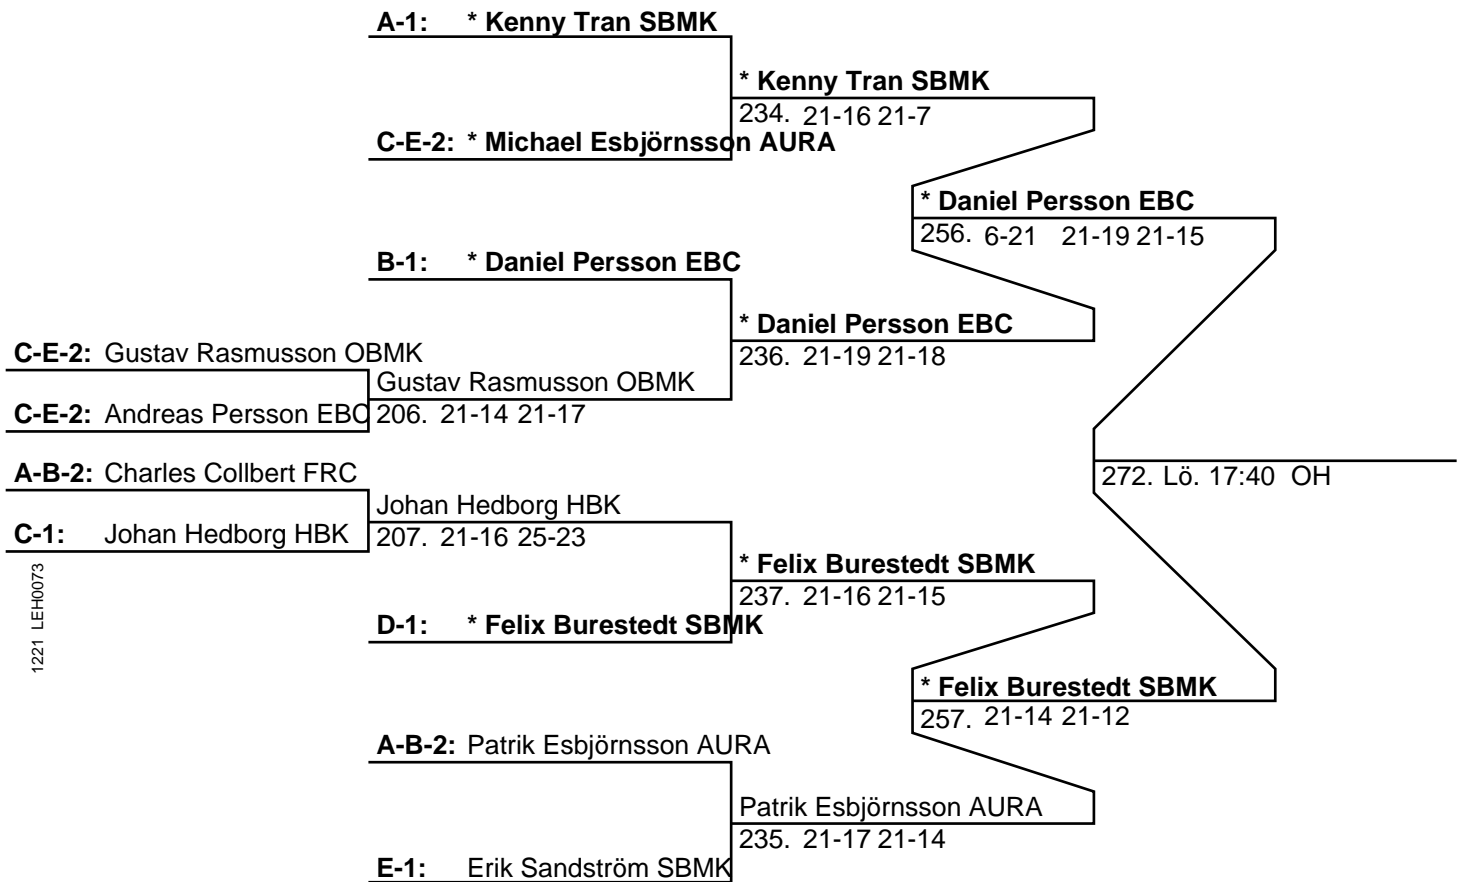 A-1: * Kenny Tran SBMK
* Kenny Tran SBMK
234. 21-16 21-7
C-E-2: * Michael Esbjörnsson AURA
* Daniel Persson EBC
256. 6-21 21-19 21-15
B-1: * Daniel Persson EBC
* Daniel Persson EBC
236. 21-19 21-18
C-E-2: Gustav Rasmusson OBMK
Gustav Rasmusson OBMK
C-E-2: Andreas Persson EBC
206. 21-14 21-17
A-B-2: Charles Collbert FRC
272. Lö. 17:40 OH
Johan Hedborg HBK
C-1: Johan Hedborg HBK
207. 21-16 25-23
* Felix Burestedt SBMK
237. 21-16 21-15
D-1: * Felix Burestedt SBMK
1221 LEH0073
* Felix Burestedt SBMK
257. 21-14 21-12
A-B-2: Patrik Esbjörnsson AURA
Patrik Esbjörnsson AURA
235. 21-17 21-14
E-1: Erik Sandström SBMK